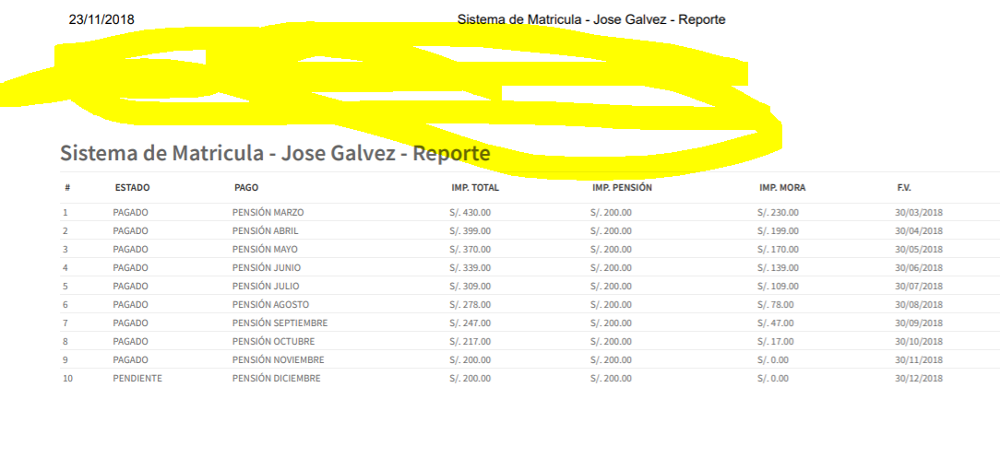 23/11/2018 Sistema de Matricula - Jose Galvez - Reporte
Sistema de Matricula - Jose Galvez - Reporte
# ESTADO PAGO IMP. TOTAL IMP. PENSIÓN IMP. MORA F.V.
1 PAGADO PENSIÓN MARZO S/. 430.00 S/. 200.00 S/. 230.00 30/03/2018
2 PAGADO PENSIÓN ABRIL S/. 399.00 S/. 200.00 S/. 199.00 30/04/2018
3 PAGADO PENSIÓN MAYO S/. 370.00 S/. 200.00 S/. 170.00 30/05/2018
4 PAGADO PENSIÓN JUNIO S/. 339.00 S/. 200.00 S/. 139.00 30/06/2018
5 PAGADO PENSIÓN JULIO S/. 309.00 S/. 200.00 S/. 109.00 30/07/2018
6 PAGADO PENSIÓN AGOSTO S/. 278.00 S/. 200.00 S/. 78.00 30/08/2018
7 PAGADO PENSIÓN SEPTIEMBRE S/. 247.00 S/. 200.00 S/. 47.00 30/09/2018
8 PAGADO PENSIÓN OCTUBRE S/. 217.00 S/. 200.00 S/. 17.00 30/10/2018
9 PAGADO PENSIÓN NOVIEMBRE S/. 200.00 S/. 200.00 S/. 0.00 30/11/2018
10 PENDIENTE PENSIÓN DICIEMBRE S/. 200.00 S/. 200.00 S/. 0.00 30/12/2018